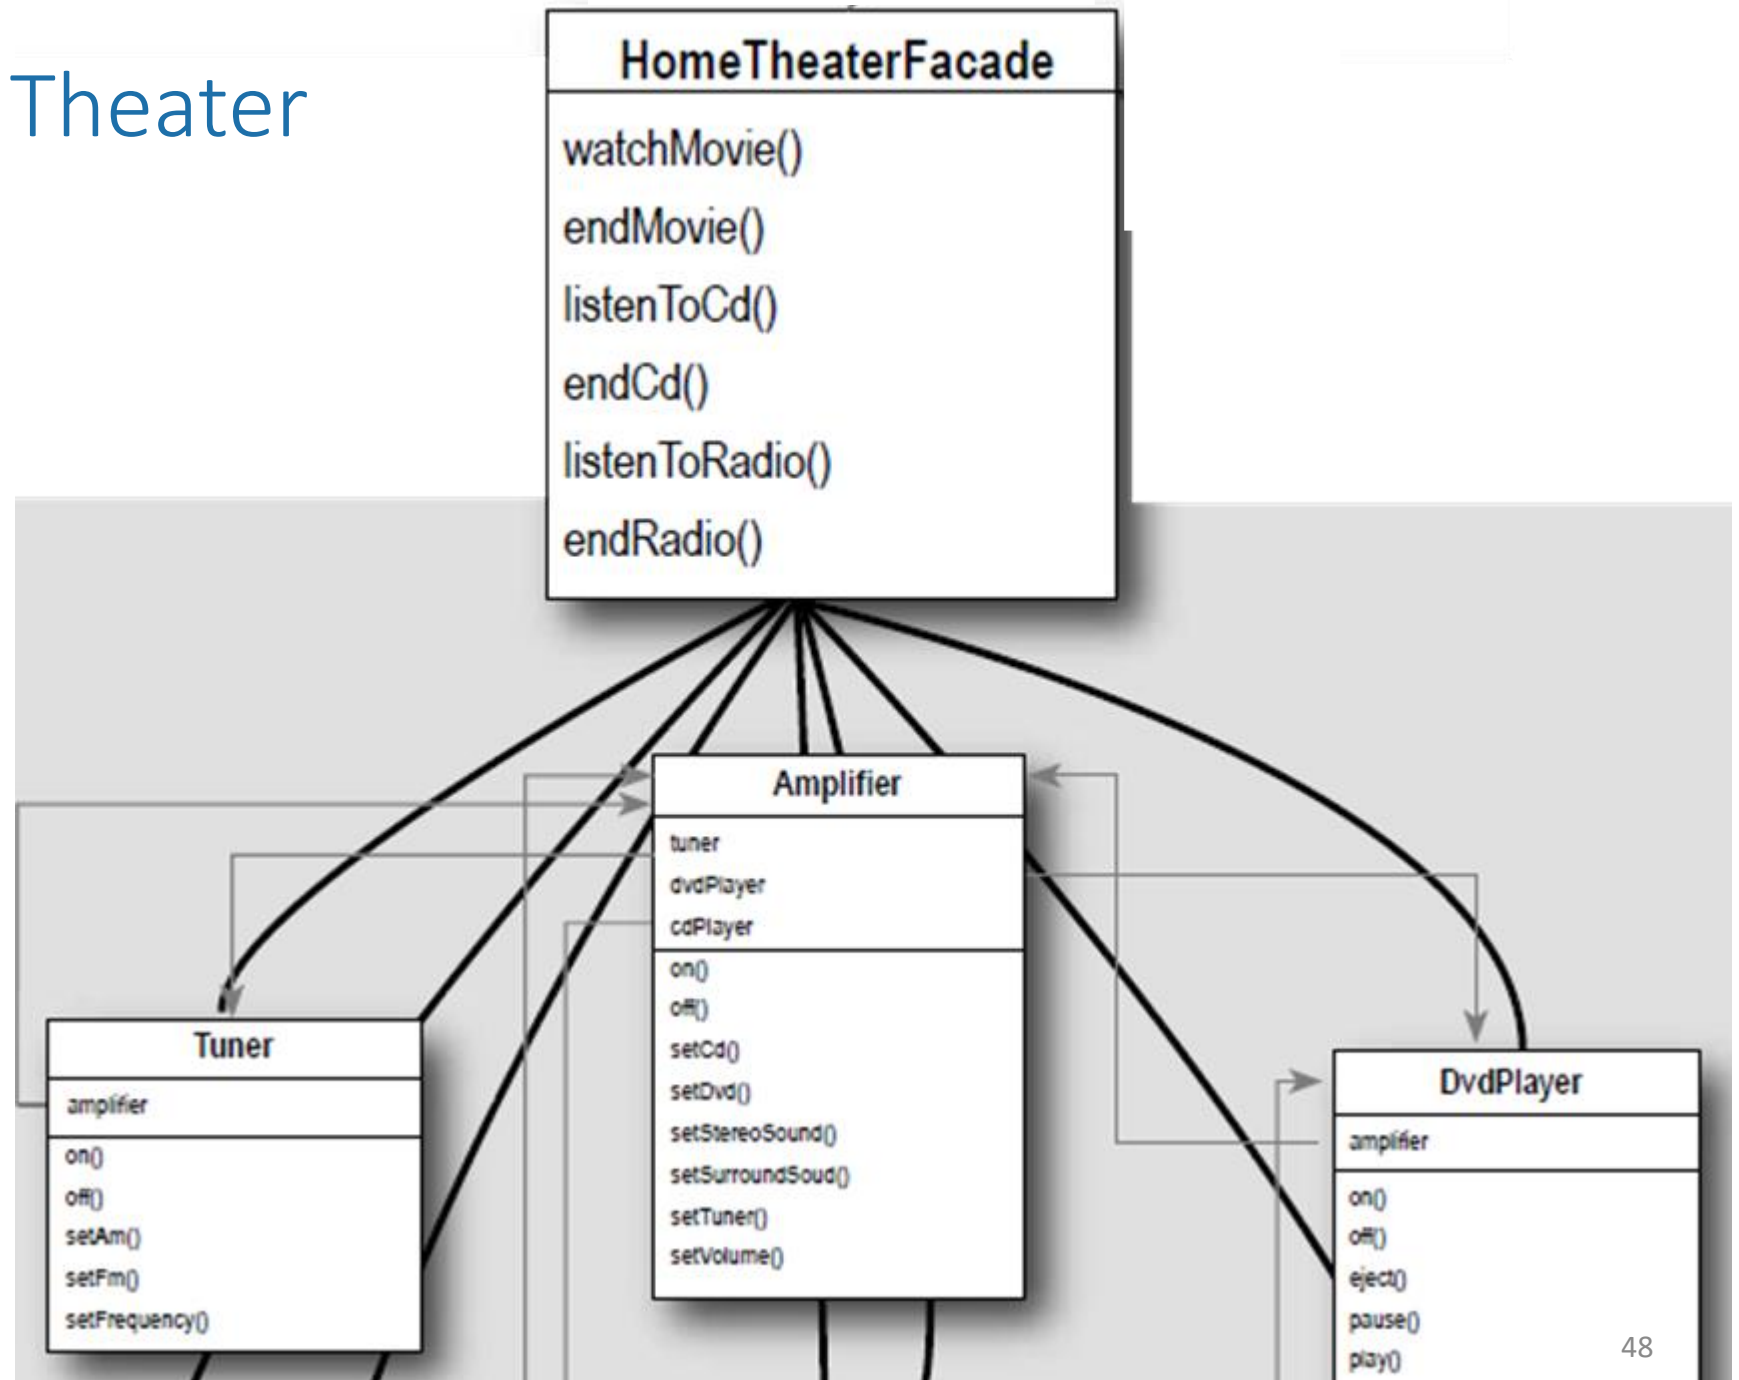 Theater
HomeTheaterFacade
watchMovie()
endMovie()
listenToCd()
endCd()
listenToRadio()
endRadio()
Amplifier
tuner
dvdPlayer
cdPlayer
on()
off()
setCd()
setDvd()
setStereoSound()
setSurroundSoud()
setTuner()
setVolume()
Tuner
amplifier
on()
off()
setAm()
setFm()
setFrequency()
DvdPlayer
amplifier
on()
off()
eject()
pause()
play()
48